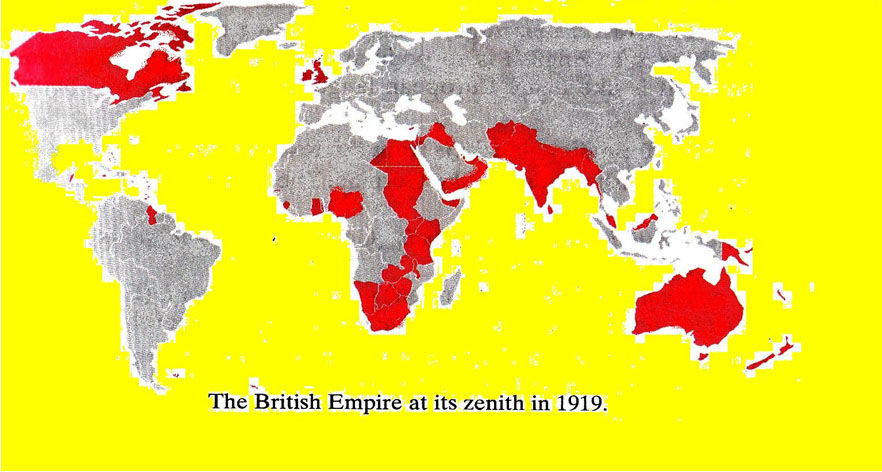 The British Empire at its zenith in 1919.